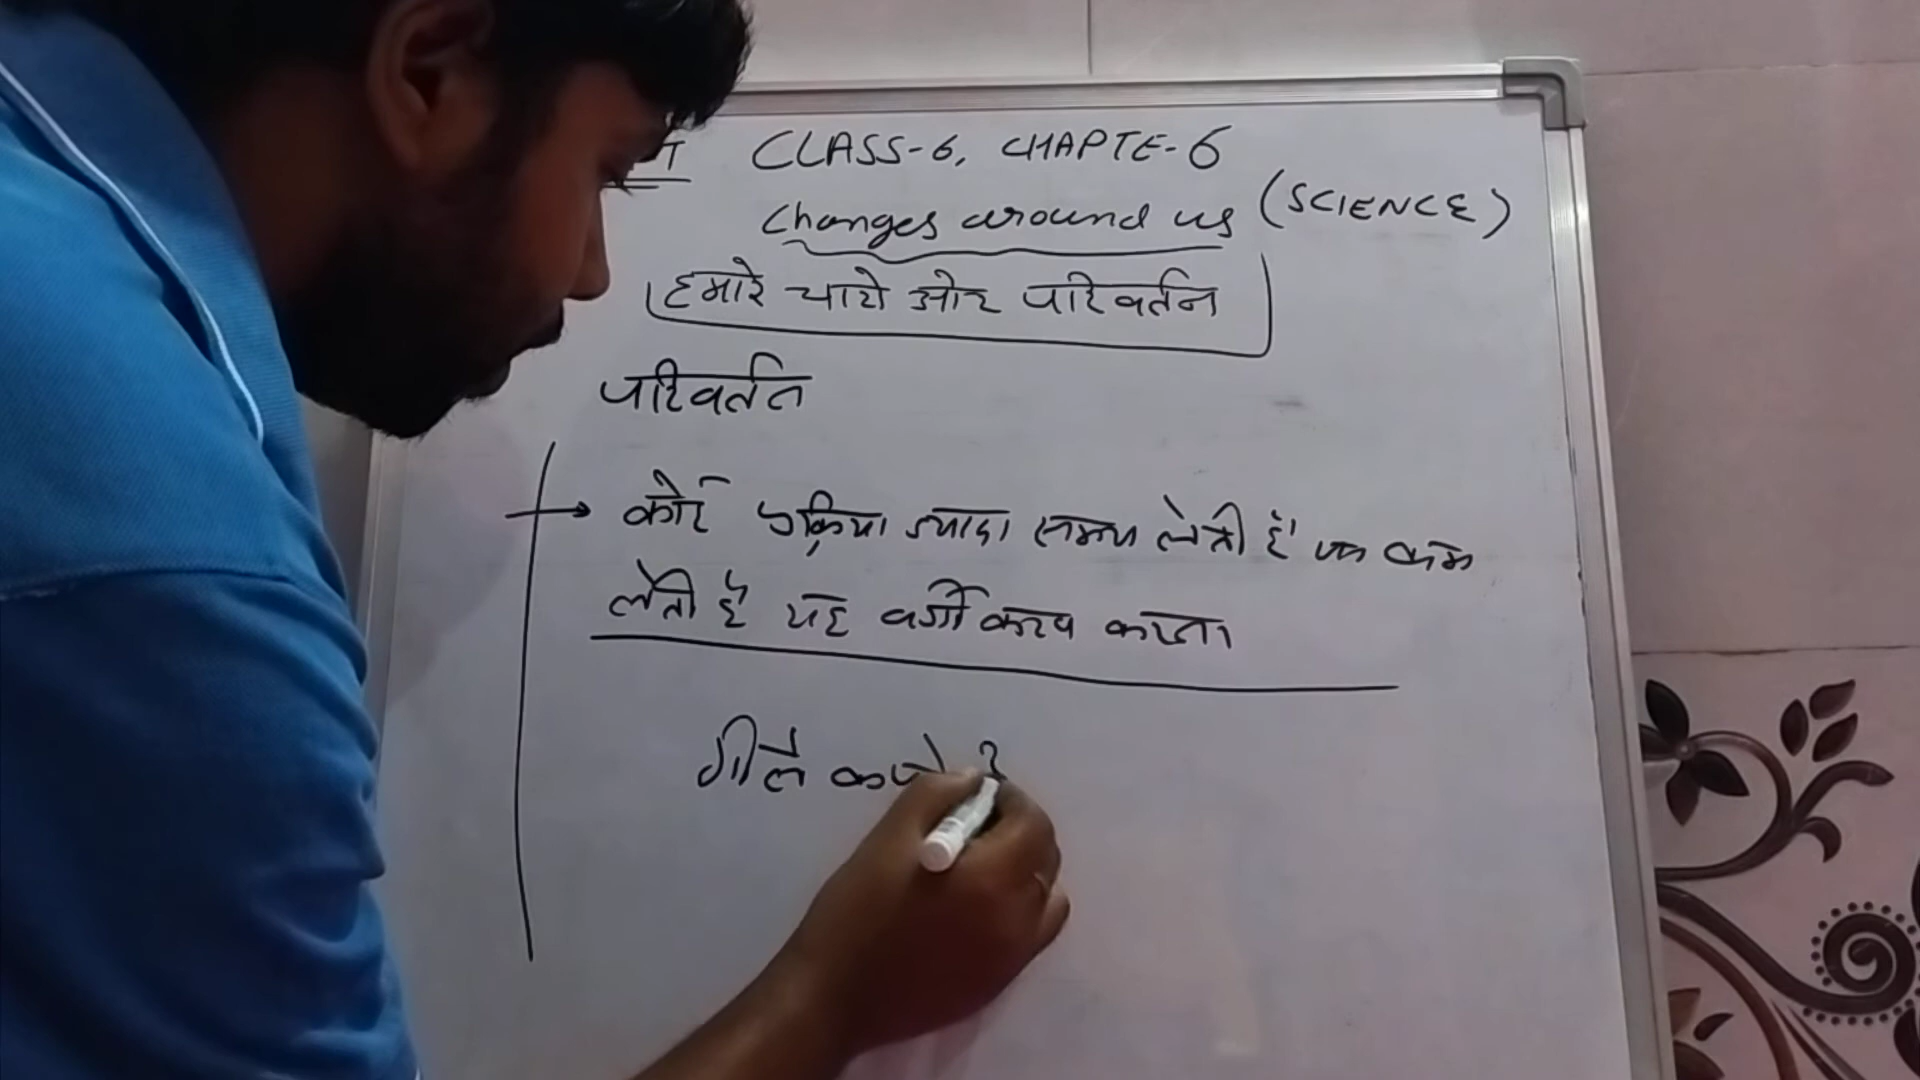 CLASS-6, CHAPTE-6
Changes around us (SCIENCE)
हमारे चारो ओर परिवर्तन
परिवर्तन
कोई प्रक्रिया ज्यादा समय लेती है या कम
लेती है यह वर्गीकरण करना
गीले